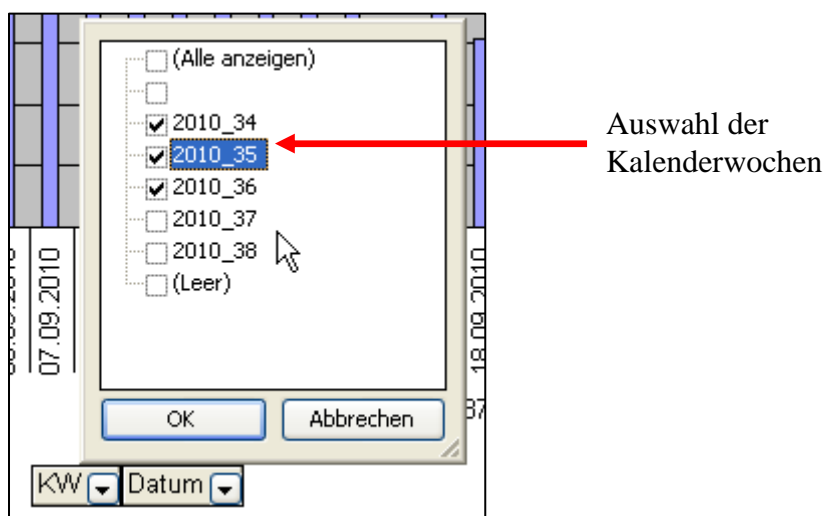 (Alle anzeigen)
2010_34
2010_35
2010_36
2010_37
2010_38
(Leer)
OK
Abbrechen
07.09.2010
18.09.2010
KW
Datum
Auswahl der
Kalenderwochen